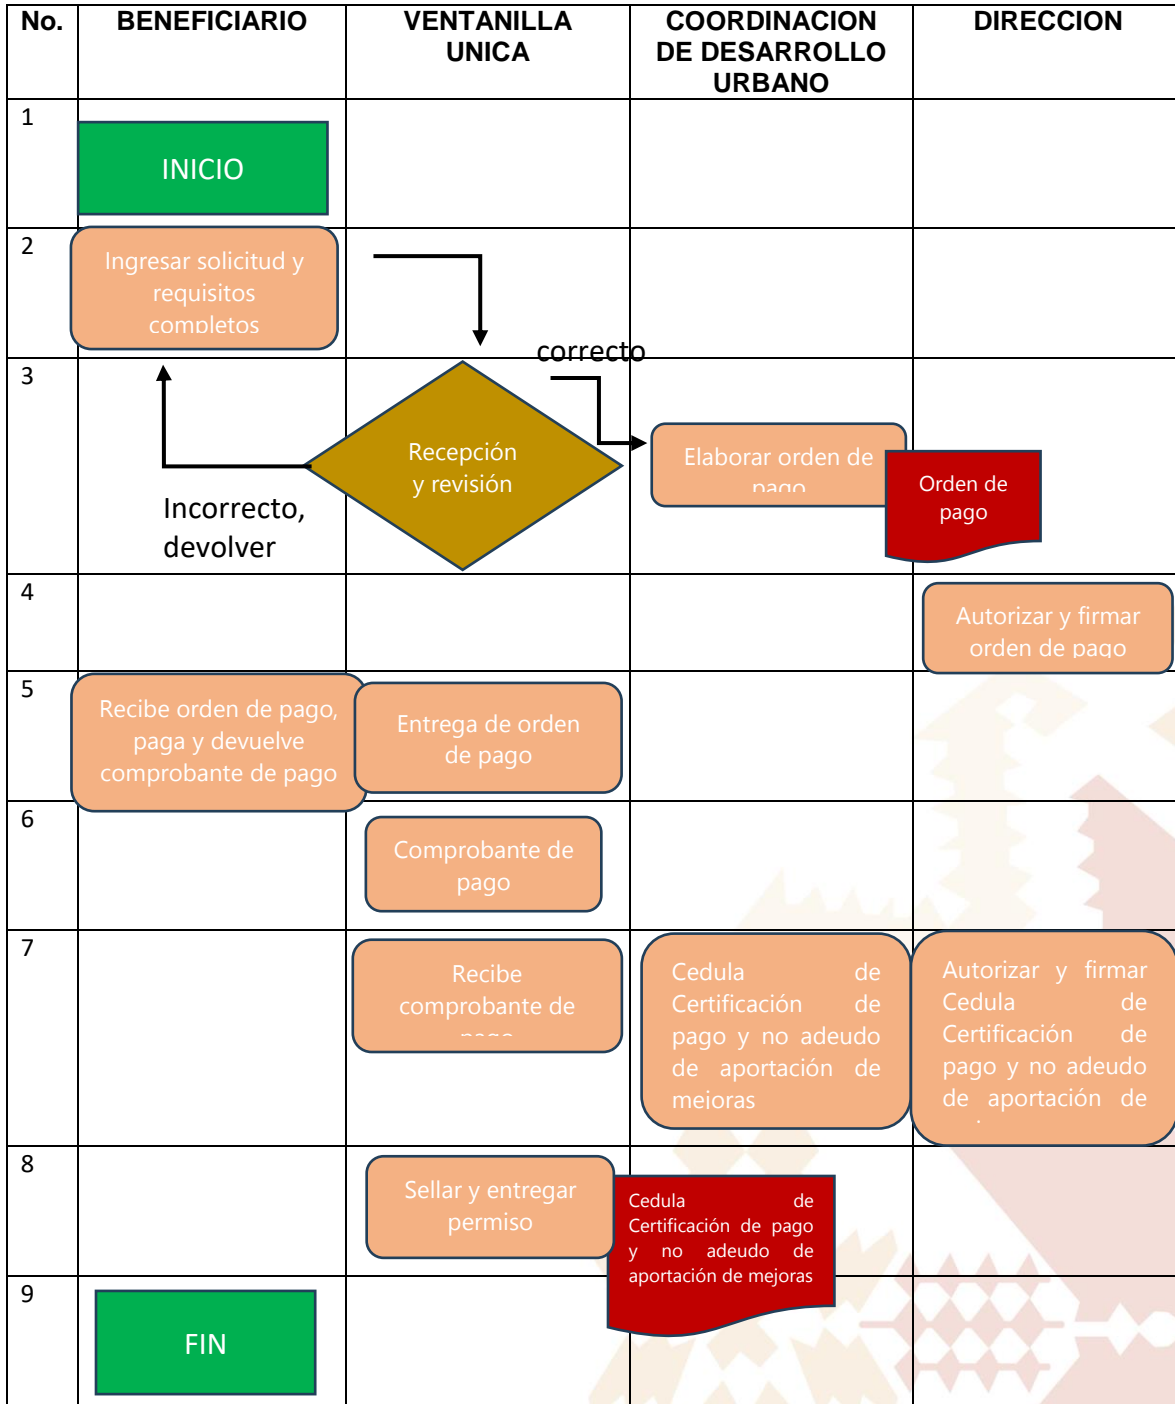 No.
BENEFICIARIO
VENTANILLA
UNICA
COORDINACION
DE DESARROLLO
URBANO
DIRECCION
1
INICIO
2
Ingresar solicitud y
requisitos
completos
correcto
3
Recepción
y revisión
Elaborar orden de
pago
Orden de
pago
Incorrecto,
devolver
4
Autorizar y firmar
orden de pago
5
Recibe orden de pago,
paga y devuelve
comprobante de pago
Entrega de orden
de pago
6
Comprobante de
pago
7
Recibe
comprobante de
pago
Cedula de
Certificación de
pago y no adeudo
de aportación de
mejoras
Autorizar y firmar
Cedula de
Certificación de
pago y no adeudo
de aportación de
8
Sellar y entregar
permiso
Cedula de
Certificación de pago
y no adeudo de
aportación de mejoras
9
FIN